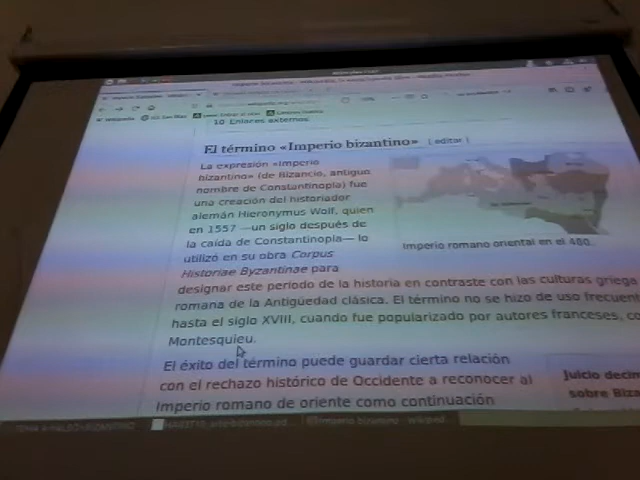 10 Enlaces externos
El término «Imperio bizantino» [ editar ]
La expresión «Imperio
bizantino» (de Bizancio, antiguo
nombre de Constantinopla) fue
una creación del historiador
alemán Hieronymus Wolf, quien
en 1557 —un siglo después de
la caída de Constantinopla— lo
utilizó en su obra Corpus
Historiae Byzantinae para
Imperio romano oriental en el 480.
designar este periodo de la historia en contraste con las culturas griega
romana de la Antigüedad clásica. El término no se hizo de uso frecuen
hasta el siglo XVIII, cuando fue popularizado por autores franceses, co
Montesquieu.
El éxito del término puede guardar cierta relación
con el rechazo histórico de Occidente a reconocer al
Imperio romano de oriente como continuación
Juicio decim
sobre Biza